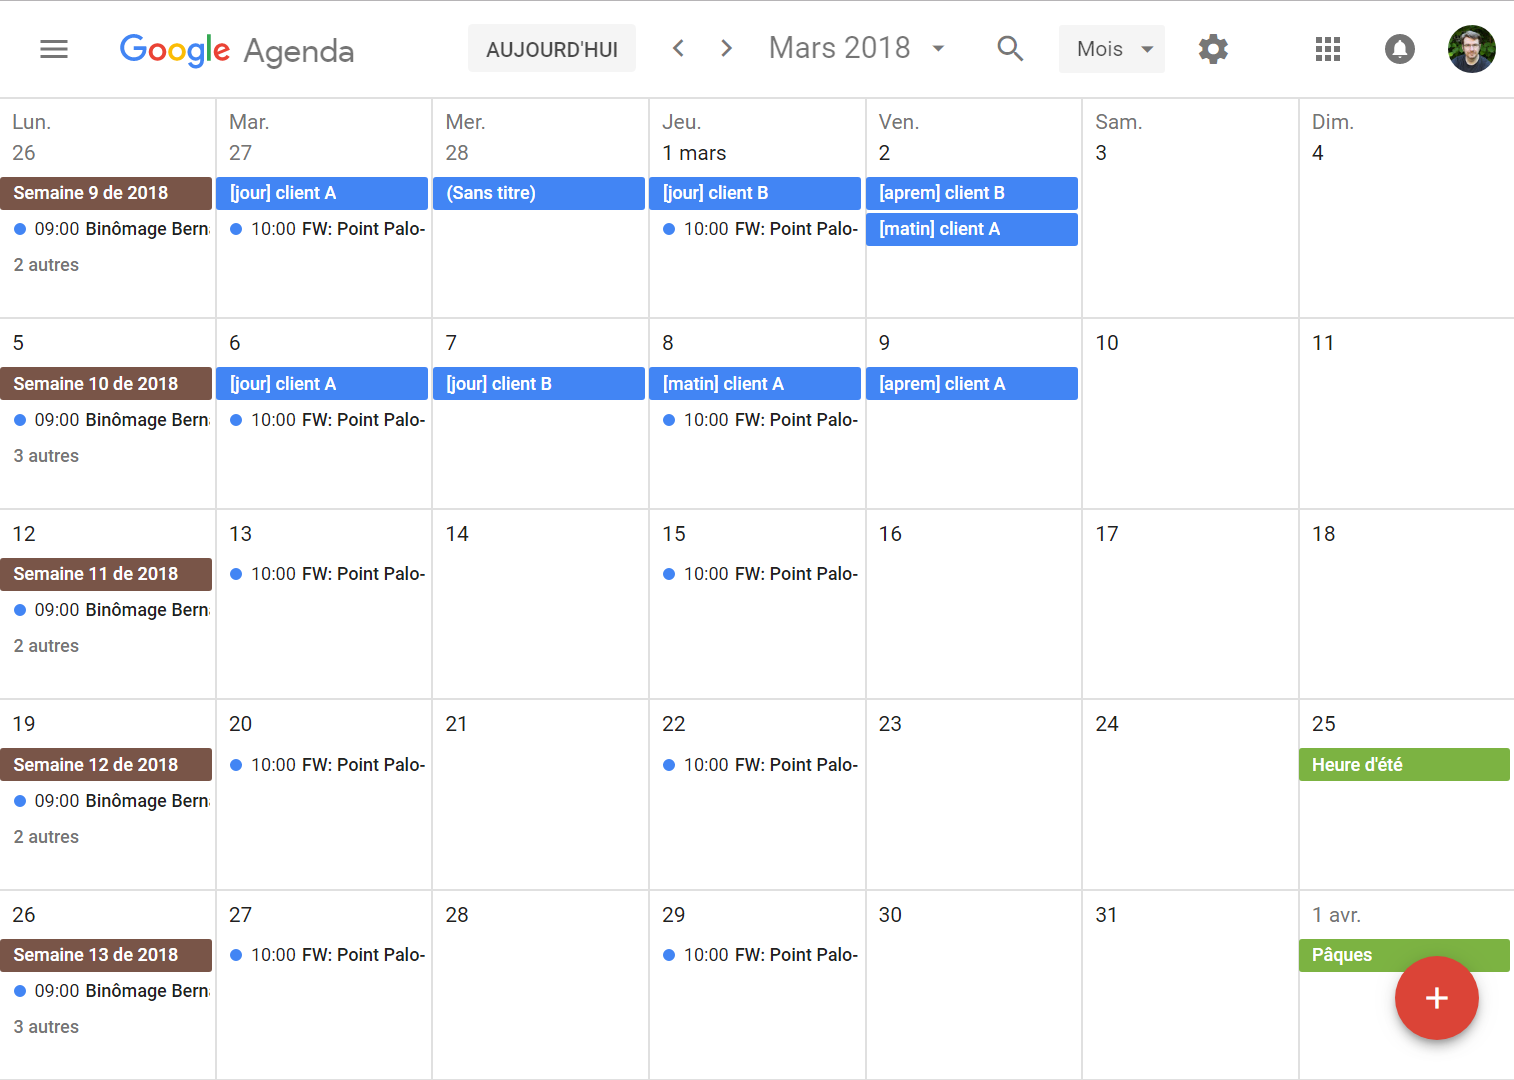 Google Agenda AUJOURD'HUI Mars 2018 Mois
Lun. Mar. Mer. Jeu. Ven. Sam. Dim.
26 27 28 1 mars 2 3 4
Semaine 9 de 2018 [jour] client A (Sans titre) [jour] client B [aprem] client B
09:00 Binômage Bern 10:00 FW: Point Palo- 10:00 FW: Point Palo- [matin] client A
2 autres
5 6 7 8 9 10 11
Semaine 10 de 2018 [jour] client A [jour] client B [matin] client A [aprem] client A
09:00 Binômage Bern 10:00 FW: Point Palo- 10:00 FW: Point Palo-
3 autres
12 13 14 15 16 17 18
Semaine 11 de 2018 10:00 FW: Point Palo- 10:00 FW: Point Palo-
09:00 Binômage Bern
2 autres
19 20 21 22 23 24 25
Semaine 12 de 2018 10:00 FW: Point Palo- 10:00 FW: Point Palo- Heure d'été
09:00 Binômage Bern
2 autres
26 27 28 29 30 31 1 avr.
Semaine 13 de 2018 10:00 FW: Point Palo- 10:00 FW: Point Palo- Pâques
09:00 Binômage Bern
3 autres